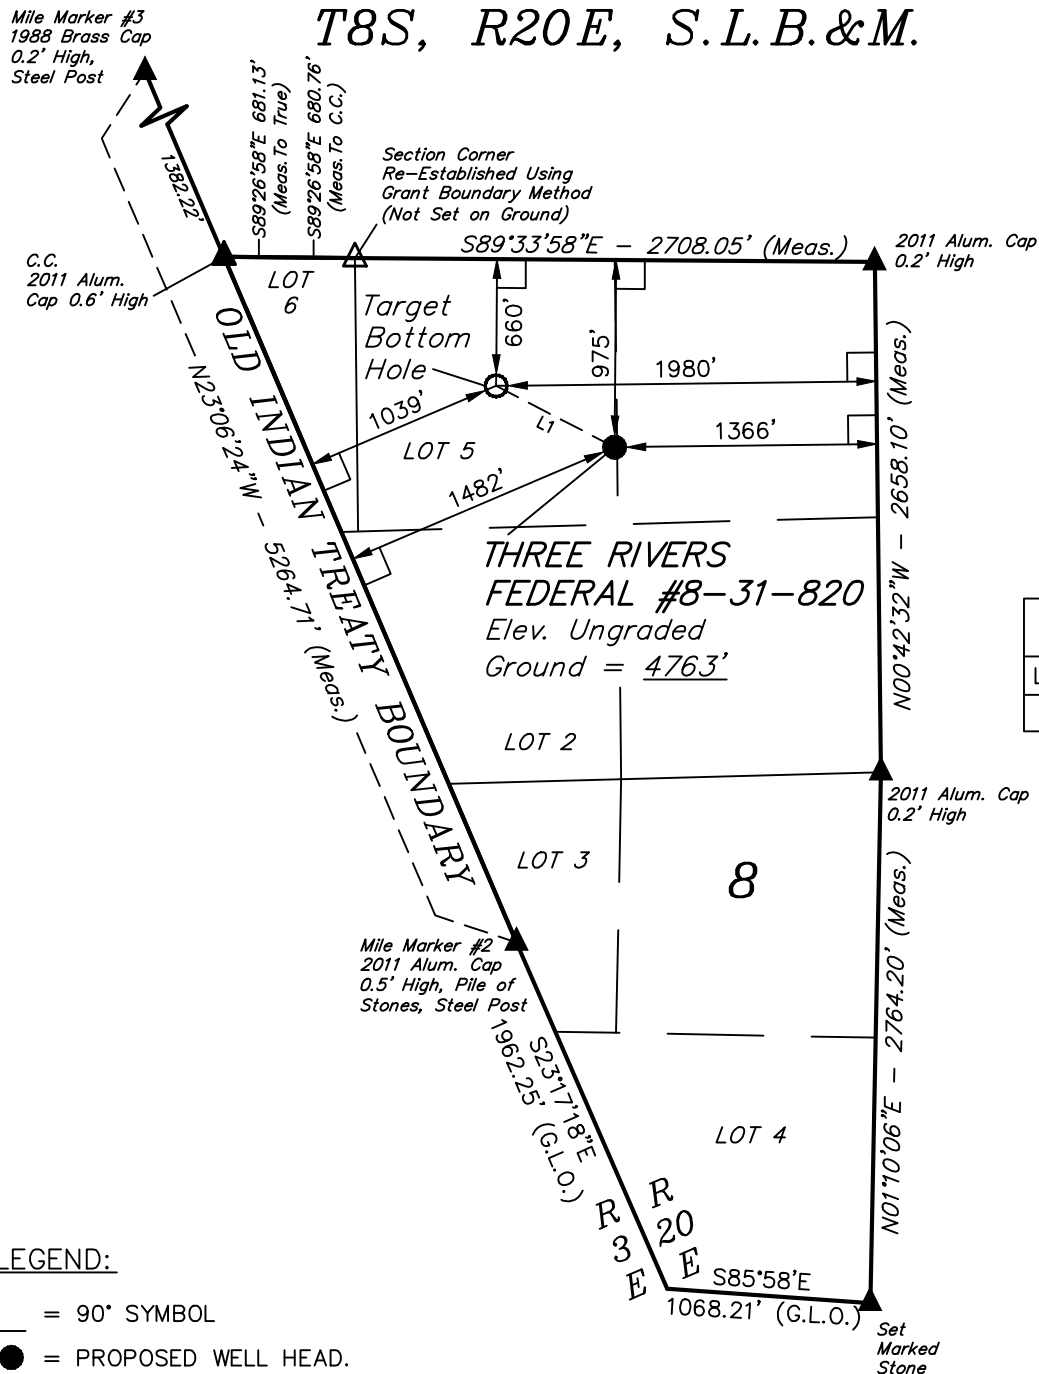 T8S, R20E, S.L.B.&M.
Mile Marker #3
1988 Brass Cap
0.2' High,
Steel Post
1382.22'
S89°26'58"E 681.13'
(Meas.To True)
S89°26'58"E 680.76'
(Meas.To C.C.)
Section Corner
Re-Established Using
Grant Boundary Method
(Not Set on Ground)
S89°33'58"E - 2708.05' (Meas.)
2011 Alum. Cap
0.2' High
C.C.
2011 Alum.
Cap 0.6' High
LOT
6
Target
Bottom
Hole
660'
975'
1980'
1039'
L1
1366'
LOT 5
1482'
OLD INDIAN TREATY BOUNDARY
N23°06'24"W - 5264.71' (Meas.)
N00°42'32"W - 2658.10' (Meas.)
THREE RIVERS
FEDERAL #8-31-820
Elev. Ungraded
Ground = 4763'
LOT 2
2011 Alum. Cap
0.2' High
LOT 3
8
Mile Marker #2
2011 Alum. Cap
0.5' High, Pile of
Stones, Steel Post
N01°10'06"E - 2764.20' (Meas.)
S23°17'18"E
1962.25' (G.L.O.)
LOT 4
R
3
E
R
20
E
S85°58'E
1068.21' (G.L.O.)
Set
Marked
Stone
LEGEND:
= 90° SYMBOL
= PROPOSED WELL HEAD.